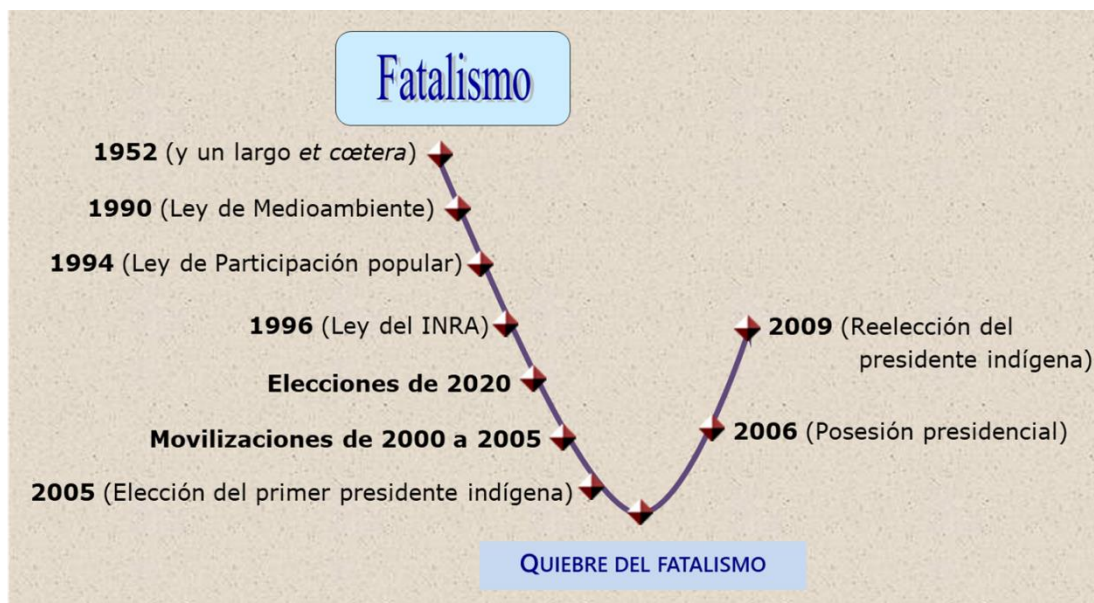 Fatalismo
1952 (y un largo et cœtera)
1990 (Ley de Medioambiente)
1994 (Ley de Participación popular)
1996 (Ley del INRA)
Elecciones de 2020
Movilizaciones de 2000 a 2005
2005 (Elección del primer presidente indígena)
2009 (Reelección del
presidente indígena)
2006 (Posesión presidencial)
QUIEBRE DEL FATALISMO